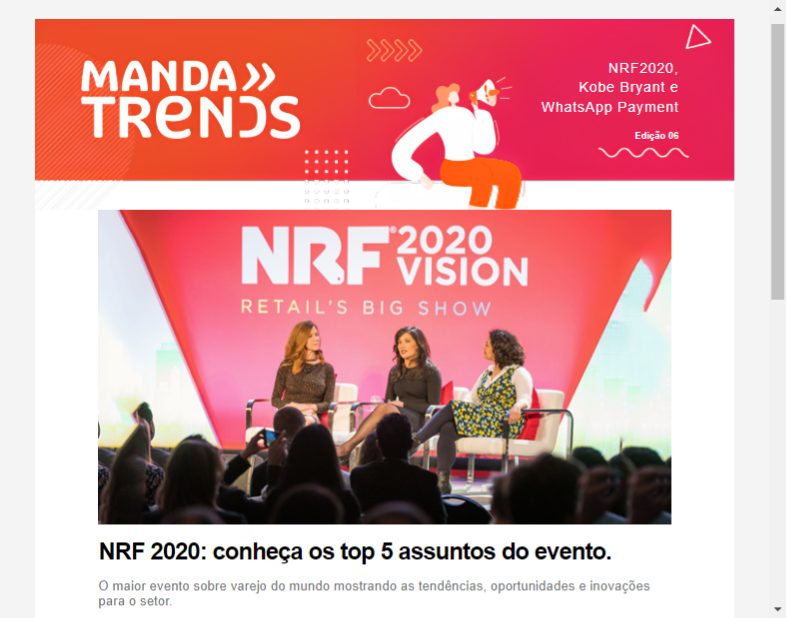 MANDA
TRENDS
NRF2020,
Kobe Bryant e
WhatsApp Payment
Edição 06
NRF® 2020
VISION
RETAIL'S BIG SHOW
NRF 2020: conheça os top 5 assuntos do evento.
O maior evento sobre varejo do mundo mostrando as tendências, oportunidades e inovações
para o setor.